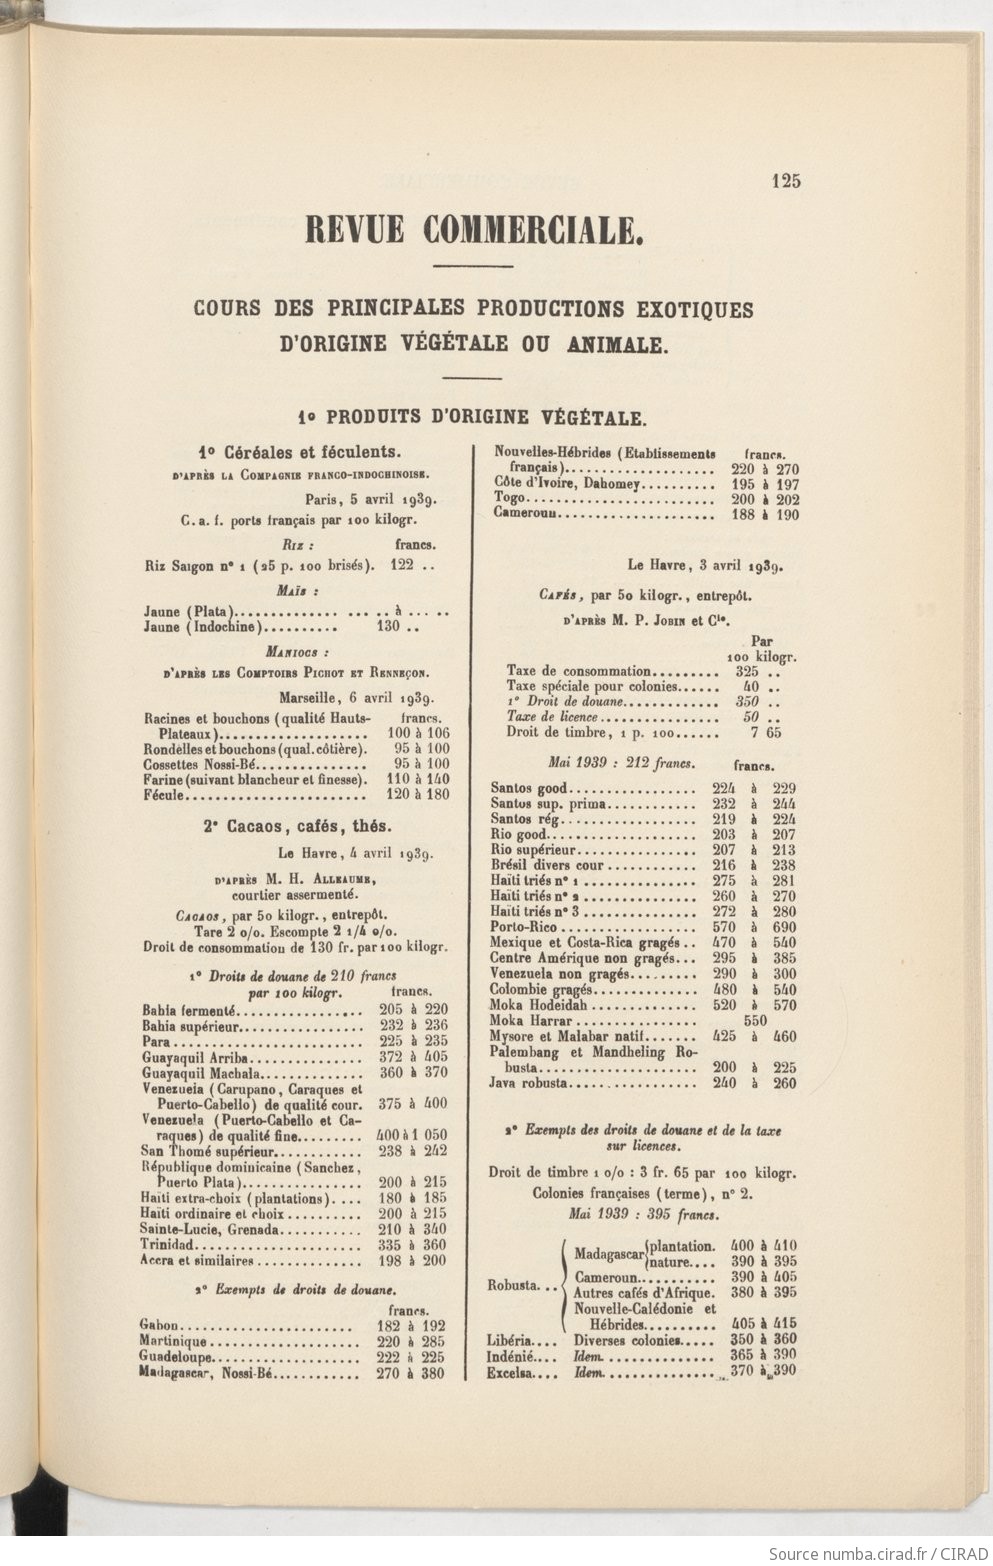 125
REVUE COMMERCIALE.
COURS DES PRINCIPALES PRODUCTIONS EXOTIQUES
D'ORIGINE VÉGÉTALE OU ANIMALE.
1º PRODUITS D'ORIGINE VÉGÉTALE.
1º Céréales et féculents.
D'APRÈS LA COMPAGNIE FRANCO-INDOCHINOISE.
Paris, 5 avril 1939.
C. a. f. ports français par 100 kilogr.
RIZ : francs.
Riz Saigon nº 1 (25 p. 100 brisés). 122 ..
MAÏS :
Jaune (Plata).............. ... .. à ... ..
Jaune (Indochine).......... 130 ..
MANIOCS :
D'APRÈS LES COMPTOIRS PICHOT ET RENNEÇON.
Marseille, 6 avril 1939.
Racines et bouchons (qualité Hauts- francs.
Plateaux).................... 100 à 106
Rondelles et bouchons (qual. côtière). 95 à 100
Cossettes Nossi-Bé............... 95 à 100
Farine (suivant blancheur et finesse). 110 à 140
Fécule........................ 120 à 180
2º Cacaos, cafés, thés.
Le Havre, 4 avril 1939.
D'APRÈS M. H. ALLEAUME,
courtier assermenté.
CACAOS, par 50 kilogr., entrepôt.
Tare 2 o/o. Escompte 2 1/4 o/o.
Droit de consommation de 130 fr. par 100 kilogr.
1º Droits de douane de 210 francs
par 100 kilogr. francs.
Bahia fermenté................. 205 à 220
Bahia supérieur................ 232 à 236
Para ......................... 225 à 235
Guayaquil Arriba............... 372 à 405
Guayaquil Machala.............. 360 à 370
Venezuela (Carupano, Caraques et
Puerto-Cabello) de qualité cour. 375 à 400
Venezuela (Puerto-Cabello et Ca-
raques) de qualité fine......... 400 à 1 050
San Thomé supérieur............ 238 à 242
République dominicaine (Sanchez,
Puerto Plata)................ 200 à 215
Haïti extra-choix (plantations).... 180 à 185
Haïti ordinaire et choix.......... 200 à 215
Sainte-Lucie, Grenada........... 210 à 340
Trinidad...................... 335 à 360
Accra et similaires.............. 198 à 200
2º Exempts de droits de douane.
francs.
Gabon....................... 182 à 192
Martinique.................... 220 à 285
Guadeloupe................... 222 à 225
Madagascar, Nossi-Bé............ 270 à 380
Nouvelles-Hébrides (Etablissements francs.
français).................... 220 à 270
Côte d'Ivoire, Dahomey.......... 195 à 197
Togo......................... 200 à 202
Cameroun..................... 188 à 190
Le Havre, 3 avril 1939.
CAFÉS, par 50 kilogr., entrepôt.
D'APRÈS M. P. JOBIN et Cie.
Par
100 kilogr.
Taxe de consommation......... 325 ..
Taxe spéciale pour colonies...... 40 ..
1º Droit de douane............. 350 ..
Taxe de licence................ 50 ..
Droit de timbre, 1 p. 100...... 7 65
Mai 1939 : 212 francs. francs.
Santos good................. 224 à 229
Santos sup. prima............ 232 à 244
Santos rég.................. 219 à 224
Rio good.................... 203 à 207
Rio supérieur................ 207 à 213
Brésil divers cour ............ 216 à 238
Haïti triés nº 1 ............... 275 à 281
Haïti triés nº 2 ............... 260 à 270
Haïti triés nº 3 ............... 272 à 280
Porto-Rico .................. 570 à 690
Mexique et Costa-Rica gragés.. 470 à 540
Centre Amérique non gragés... 295 à 385
Venezuela non gragés......... 290 à 300
Colombie gragés.............. 480 à 540
Moka Hodeidah .............. 520 à 570
Moka Harrar ................ 550
Mysore et Malabar natif....... 425 à 460
Palembang et Mandheling Ro-
busta..................... 200 à 225
Java robusta................. 240 à 260
2º Exempts des droits de douane et de la taxe
sur licences.
Droit de timbre 1 o/o : 3 fr. 65 par 100 kilogr.
Colonies françaises (terme), nº 2.
Mai 1939 : 395 francs.
Robusta... Madagascar plantation. 400 à 410
nature.... 390 à 395
Cameroun........... 390 à 405
Autres cafés d'Afrique. 380 à 395
Nouvelle-Calédonie et
Hébrides.......... 405 à 415
Libéria.... Diverses colonies..... 350 à 360
Indénié.... Idem............... 365 à 390
Excelsa.... Idem............... 370 à 390
Source numba.cirad.fr / CIRAD